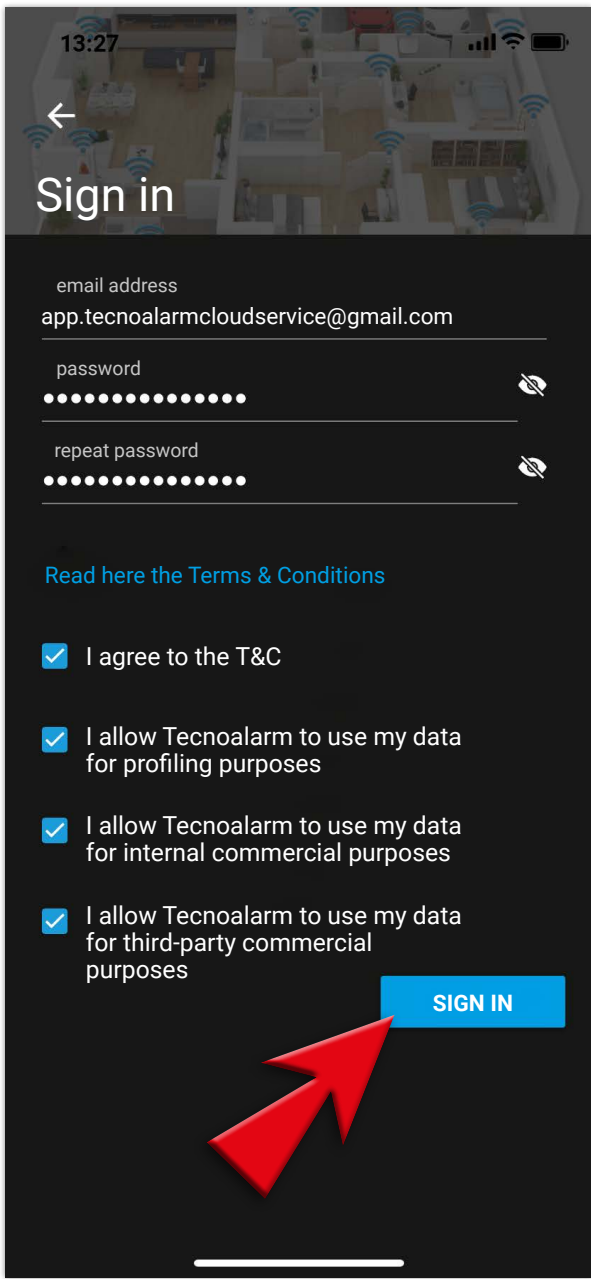 13:27
Sign in
email address
app.tecnoalarmcloudservice@gmail.com
password
repeat password
Read here the Terms & Conditions
I agree to the T&C
I allow Tecnoalarm to use my data
for profiling purposes
I allow Tecnoalarm to use my data
for internal commercial purposes
I allow Tecnoalarm to use my data
for third-party commercial
purposes
SIGN IN